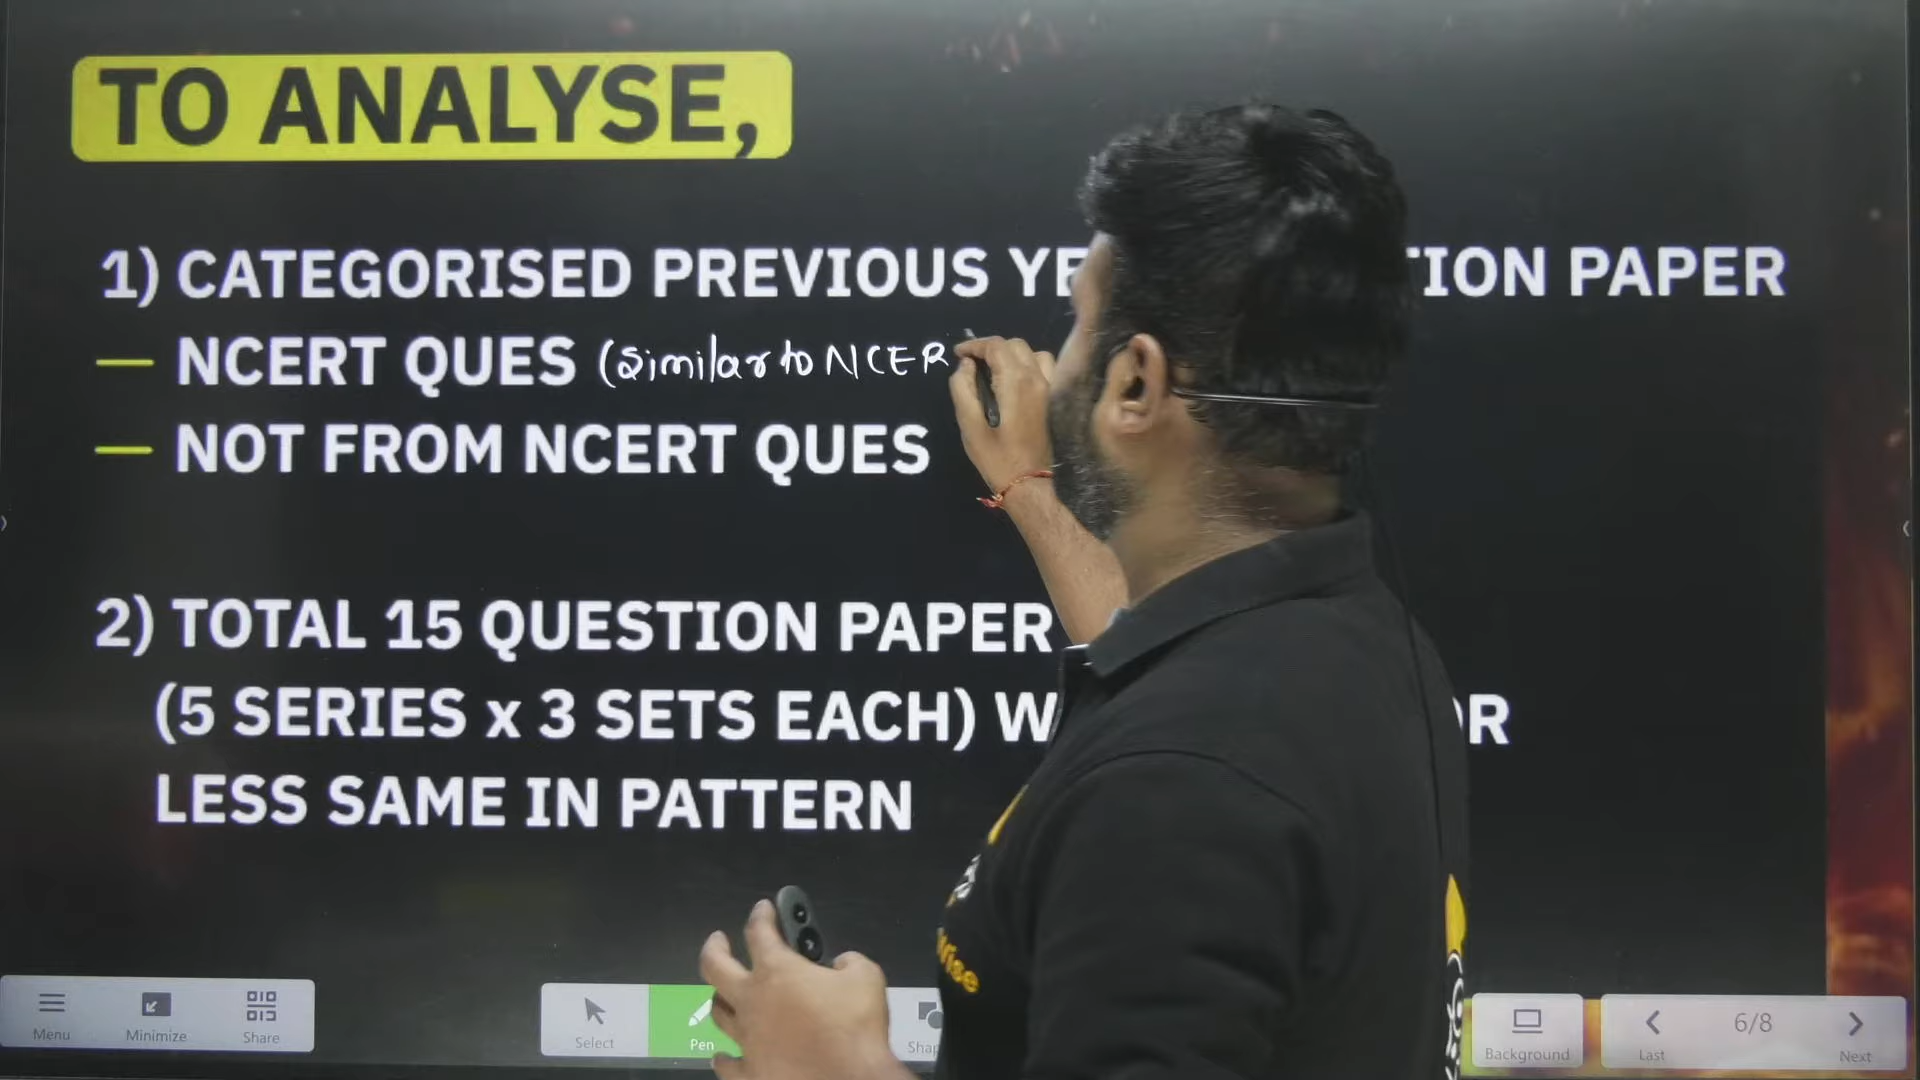 TO ANALYSE,
1) CATEGORISED PREVIOUS PAPER
— NCERT QUES (Similar to NCER
— NOT FROM NCERT QUES
2) TOTAL 15 QUESTION PAPER
(5 SERIES x 3 SETS EACH)
LESS SAME IN PATTERN
Menu Minimize Share Select Pen Background Last 6/8 Next